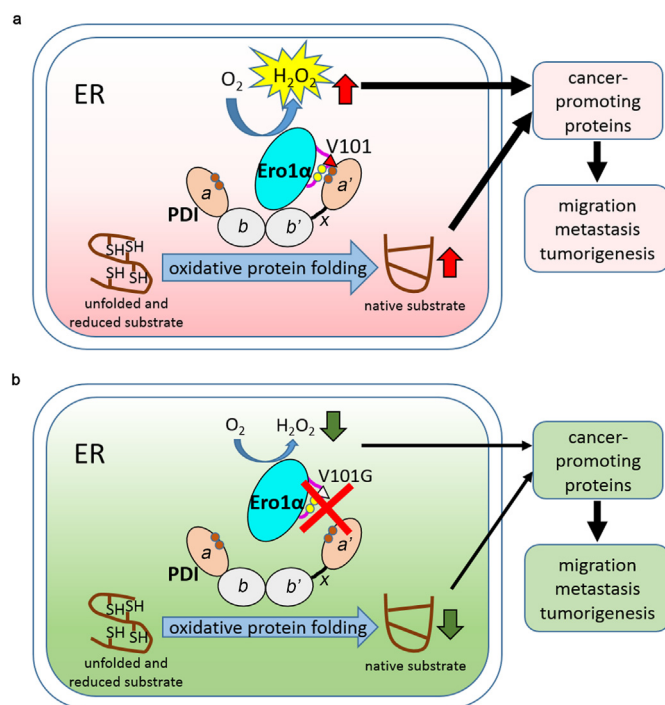 a
ER
O2
H2O2
V101
Ero1α
a
a'
PDI
b
b'
x
SH
SH
SH
SH
oxidative protein folding
unfolded and
reduced substrate
native substrate
cancer-
promoting
proteins
migration
metastasis
tumorigenesis
b
ER
O2
H2O2
V101G
Ero1α
a
a'
PDI
b
b'
x
SH
SH
SH
SH
oxidative protein folding
unfolded and
reduced substrate
native substrate
cancer-
promoting
proteins
migration
metastasis
tumorigenesis